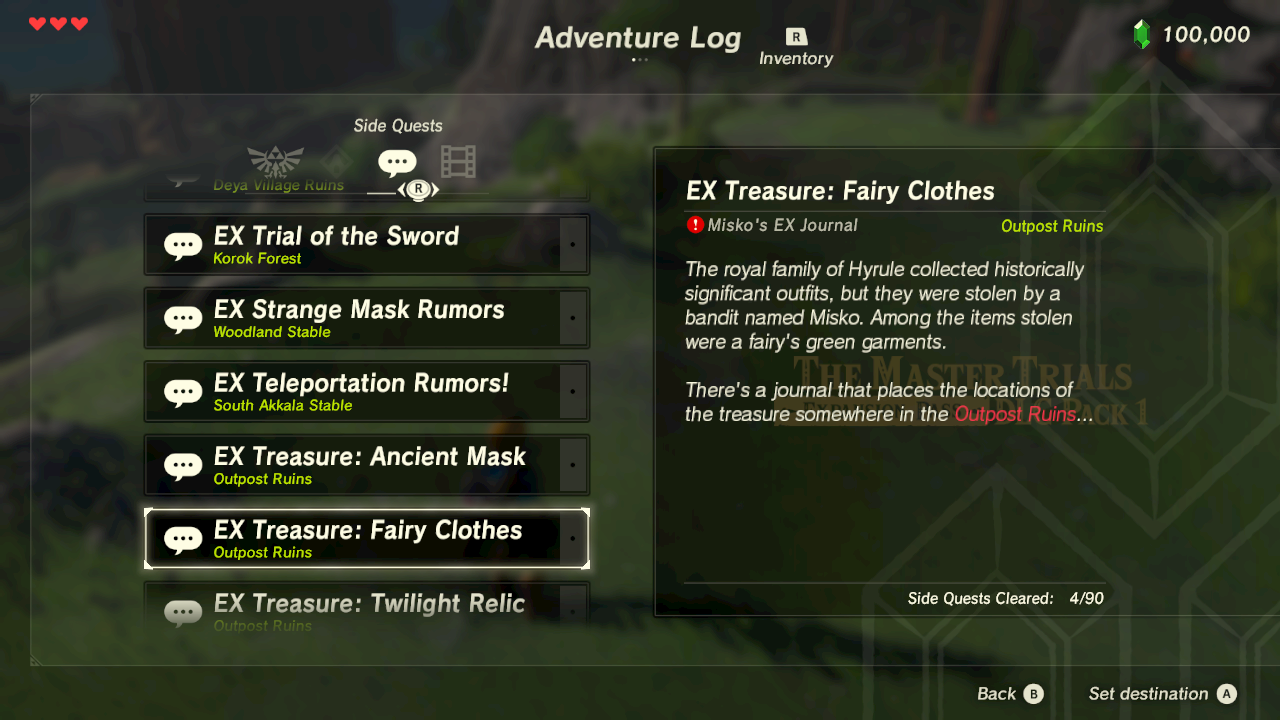 Adventure Log
R
Inventory
100,000
Side Quests
Deya Village Ruins
R
EX Trial of the Sword
Korok Forest
EX Strange Mask Rumors
Woodland Stable
EX Teleportation Rumors!
South Akkala Stable
EX Treasure: Ancient Mask
Outpost Ruins
EX Treasure: Fairy Clothes
Outpost Ruins
EX Treasure: Twilight Relic
Outpost Ruins
EX Treasure: Fairy Clothes
! Misko's EX Journal
Outpost Ruins
The royal family of Hyrule collected historically
significant outfits, but they were stolen by a
bandit named Misko. Among the items stolen
were a fairy's green garments.
THE MASTER TRIALS
There's a journal that places the locations of
the treasure somewhere in the Outpost Ruins...
PACK 1
Side Quests Cleared: 4/90
Back B
Set destination A